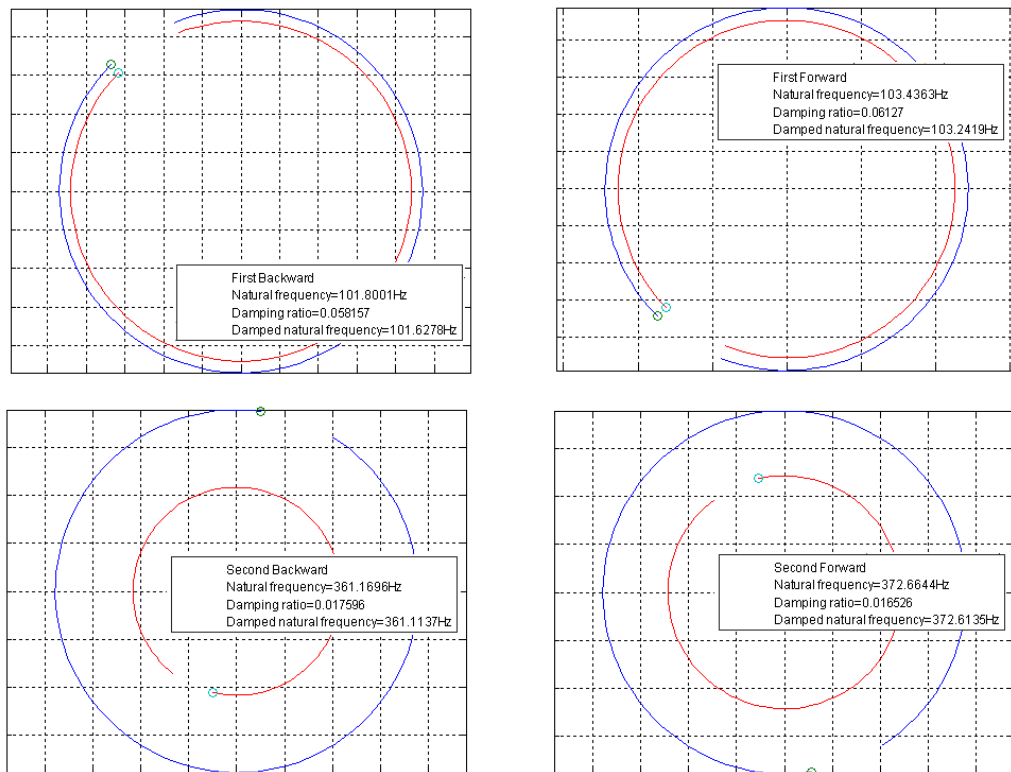 First Backward
Natural frequency=101.8001Hz
Damping ratio=0.058157
Damped natural frequency=101.6278Hz
First Forward
Natural frequency=103.4363Hz
Damping ratio=0.06127
Damped natural frequency=103.2419Hz
Second Backward
Natural frequency=361.1696Hz
Damping ratio=0.017596
Damped natural frequency=361.1137Hz
Second Forward
Natural frequency=372.6644Hz
Damping ratio=0.016526
Damped natural frequency=372.6135Hz